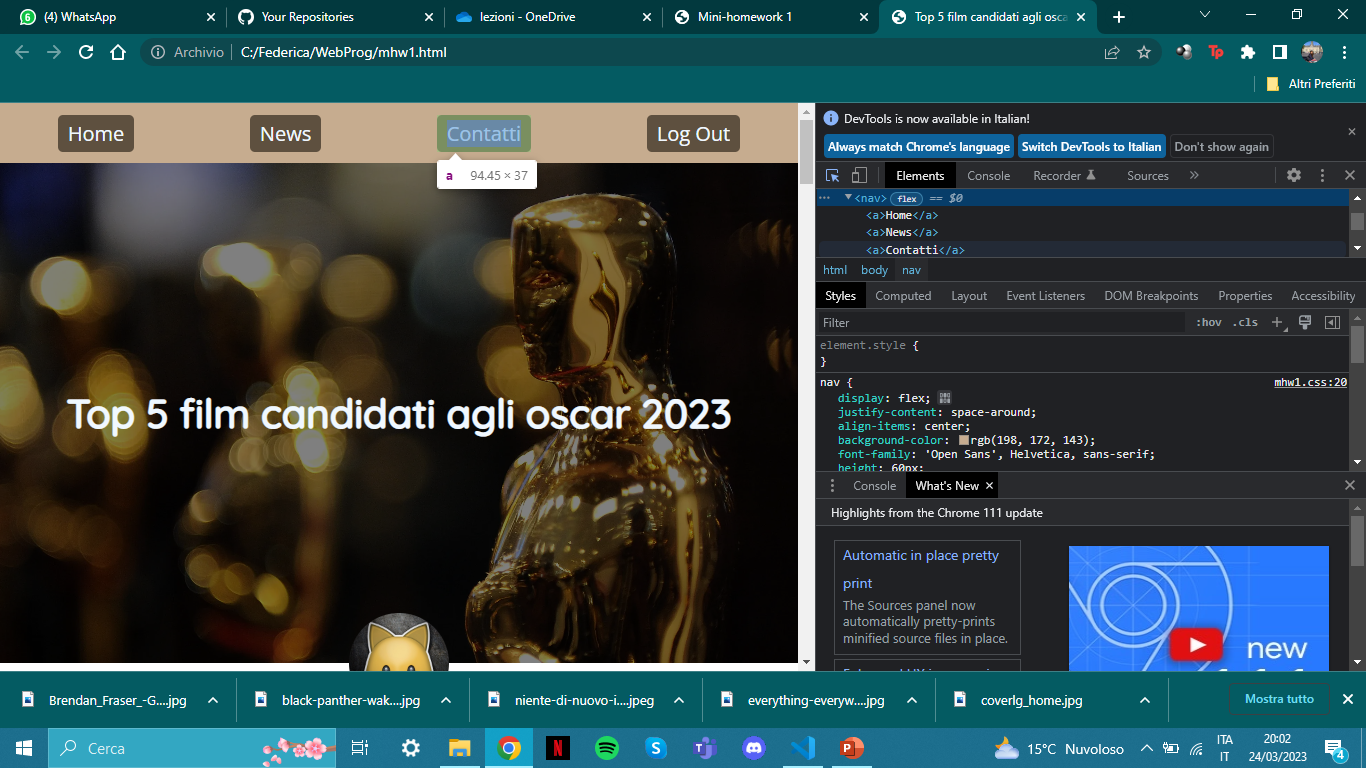 (4) WhatsApp
Your Repositories
lezioni - OneDrive
Mini-homework 1
Top 5 film candidati agli osca
Archivio
C:/Federica/WebProg/mhw1.html
Tp
Altri Preferiti
Home
News
Contatti
Log Out
a 94.45 × 37
Top 5 film candidati agli oscar 2023
DevTools is now available in Italian!
Always match Chrome's language
Switch DevTools to Italian
Don't show again
Elements
Console
Recorder
Sources
»
… <nav> flex == $0
<a>Home</a>
<a>News</a>
<a>Contatti</a>
html body nav
Styles
Computed
Layout
Event Listeners
DOM Breakpoints
Properties
Accessibility
Filter
:hov .cls
element.style {
}
nav { mhw1.css:20
display: flex;
justify-content: space-around;
align-items: center;
background-color: rgb(198, 172, 143);
font-family: 'Open Sans', Helvetica, sans-serif;
height: 60px;
Console
What's New
Highlights from the Chrome 111 update
Automatic in place pretty
print
The Sources panel now
automatically pretty-prints
minified source files in place.
new
Brendan_Fraser_-G....jpg
black-panther-wak....jpg
niente-di-nuovo-i....jpeg
everything-everyw....jpg
coverlg_home.jpg
Mostra tutto
Cerca
15°C Nuvoloso
ITA
IT
20:02
24/03/2023
4